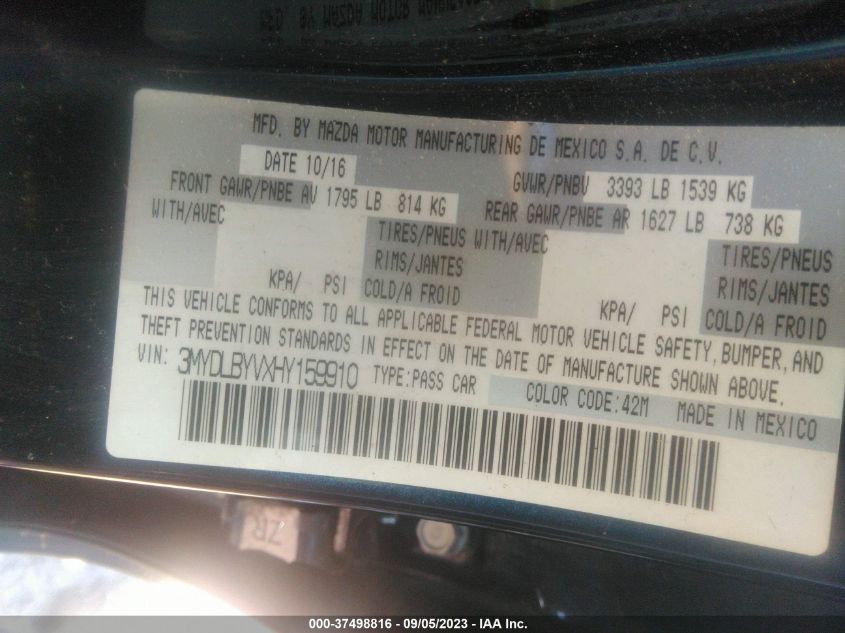 MFD. BY MAZDA MOTOR MANUFACTURING DE MEXICO S.A. DE C.V.
DATE 10/16
GVWR/PNBV 3393 LB 1539 KG
FRONT GAWR/PNBE AV 1795 LB 814 KG
REAR GAWR/PNBE AR 1627 LB 738 KG
WITH/AVEC
TIRES/PNEUS
WITH/AVEC
TIRES/PNEUS
RIMS/JANTES
RIMS/JANTES
KPA/ PSI COLD/A FROID
KPA/ PSI COLD/A FROID
THIS VEHICLE CONFORMS TO ALL APPLICABLE FEDERAL MOTOR VEHICLE SAFETY, BUMPER, AND
THEFT PREVENTION STANDARDS IN EFFECT ON THE DATE OF MANUFACTURE SHOWN ABOVE.
VIN: 3MYDLBYVXHY159910 TYPE:PASS CAR
COLOR CODE:42M MADE IN MEXICO
ZR
000-37498816 - 09/05/2023 - IAA Inc.